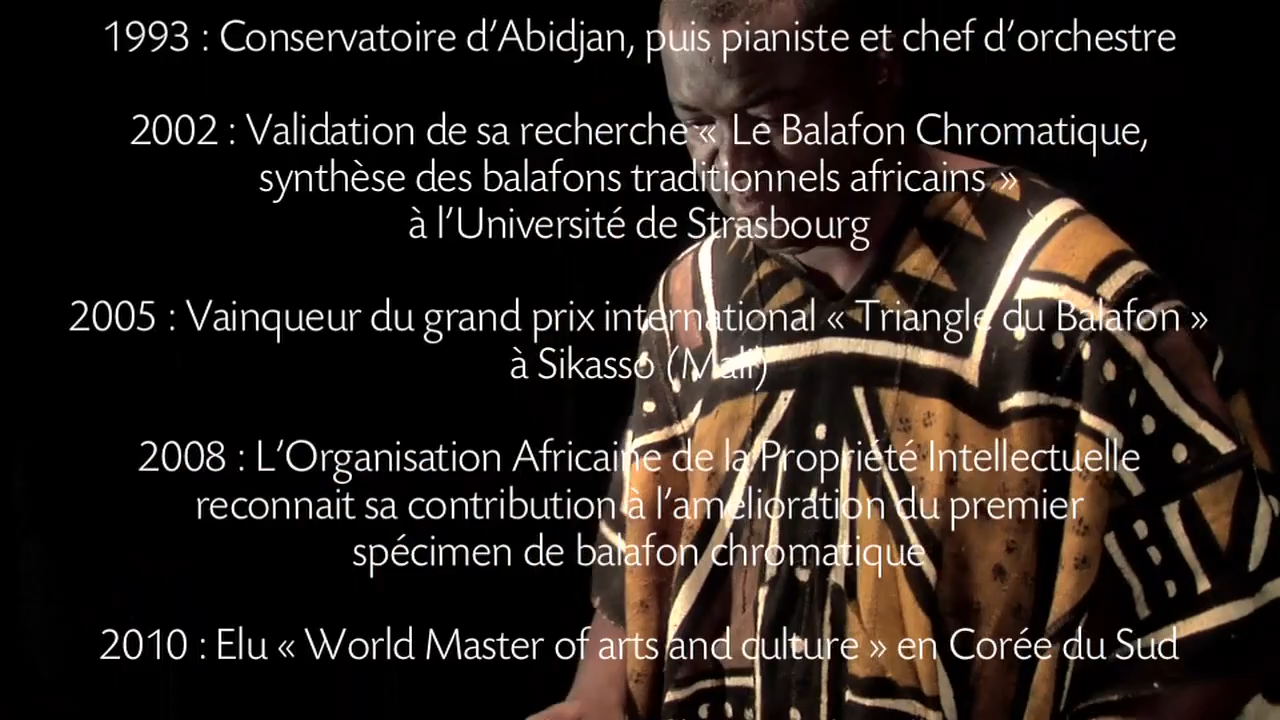 1993 : Conservatoire d'Abidjan, puis pianiste et chef d'orchestre
2002 : Validation de sa recherche « Le Balafon Chromatique,
synthèse des balafons traditionnels africains »
à l'Université de Strasbourg
2005 : Vainqueur du grand prix international « Triangle du Balafon »
à Sikasso (Mali)
2008 : L'Organisation Africaine de la Propriété Intellectuelle
reconnait sa contribution à l'amélioration du premier
spécimen de balafon chromatique
2010 : Elu « World Master of arts and culture » en Corée du Sud